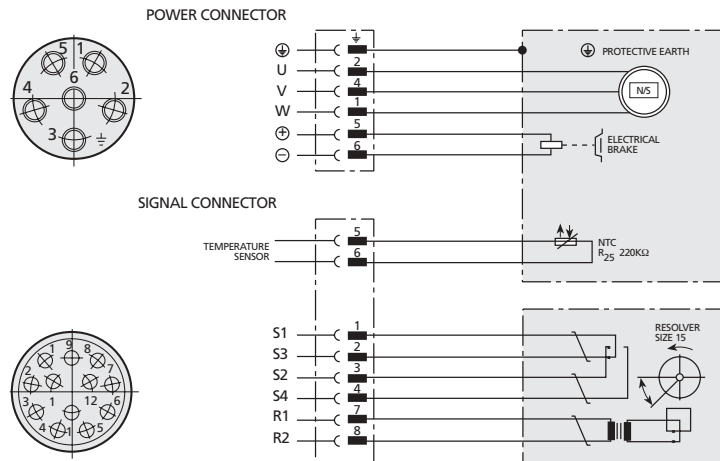 POWER CONNECTOR
5 1
6
4 2
3
U
V
W
2
4
1
5
6
PROTECTIVE EARTH
N/S
ELECTRICAL
BRAKE
SIGNAL CONNECTOR
TEMPERATURE
SENSOR
5
6
NTC
R25 220KΩ
S1
S3
S2
S4
R1
R2
1
2
3
4
7
8
RESOLVER
SIZE 15
1 9 8
2 7
3 1 12 6
4 1 5